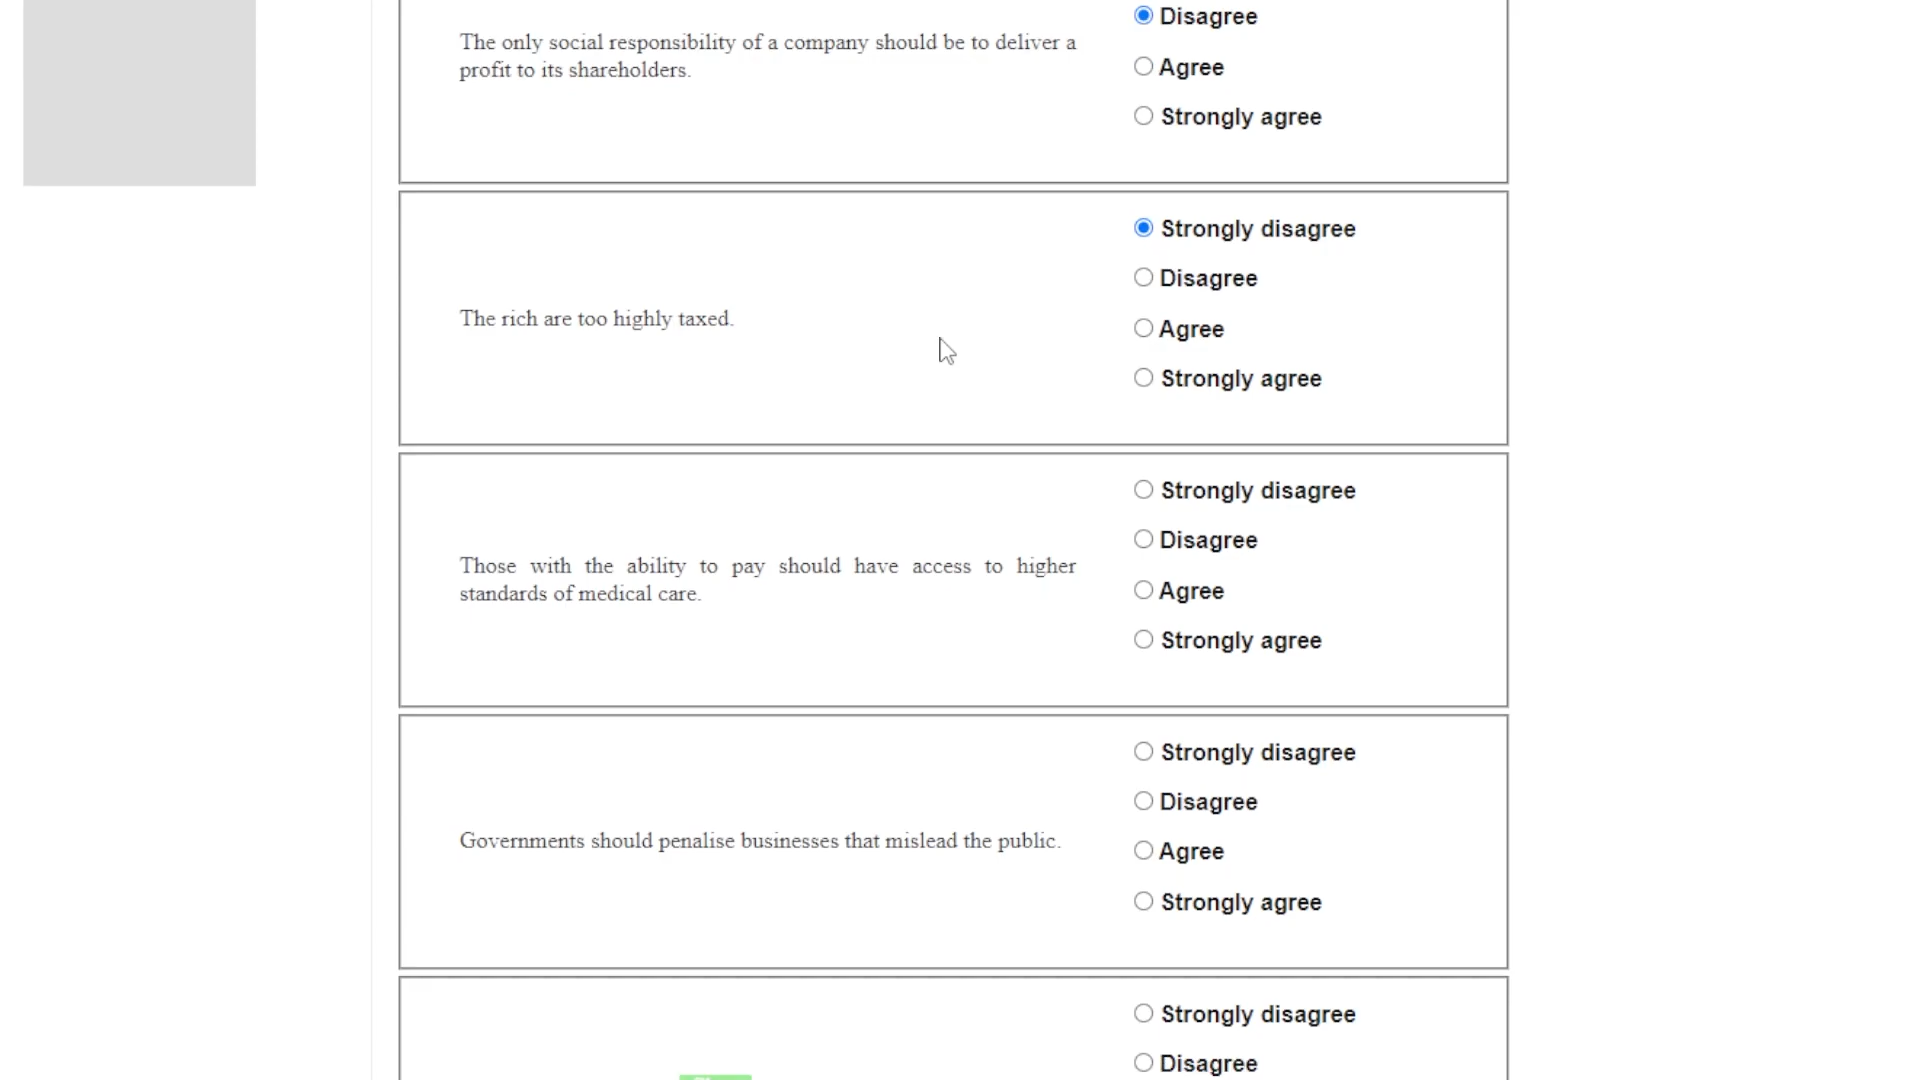 Disagree
The only social responsibility of a company should be to deliver a
profit to its shareholders.
Agree
Strongly agree
Strongly disagree
Disagree
The rich are too highly taxed.
Agree
Strongly agree
Strongly disagree
Disagree
Those with the ability to pay should have access to higher
standards of medical care.
Agree
Strongly agree
Strongly disagree
Disagree
Governments should penalise businesses that mislead the public.
Agree
Strongly agree
Strongly disagree
Disagree